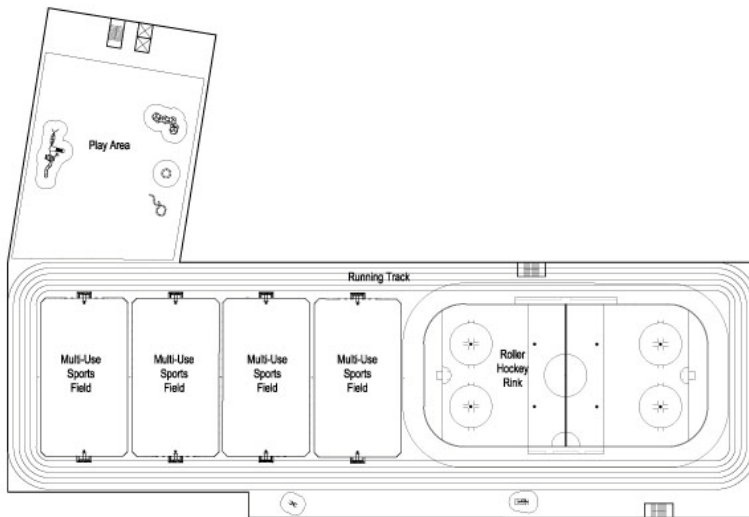 Play Area
Running Track
Multi-Use
Sports
Field
Multi-Use
Sports
Field
Multi-Use
Sports
Field
Multi-Use
Sports
Field
Roller
Hockey
Rink